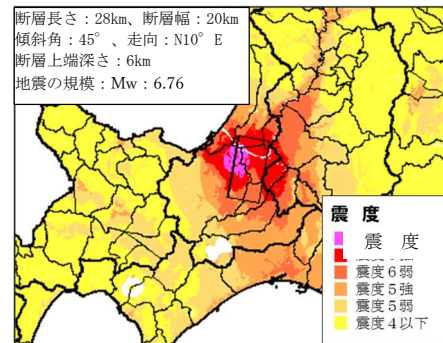 断層長さ：28km、断層幅：20km
傾斜角：45°、走向：N10°E
断層上端深さ：6km
地震の規模：Mw：6.76
震 度
震 度
震度6弱
震度5強
震度5弱
震度4以下